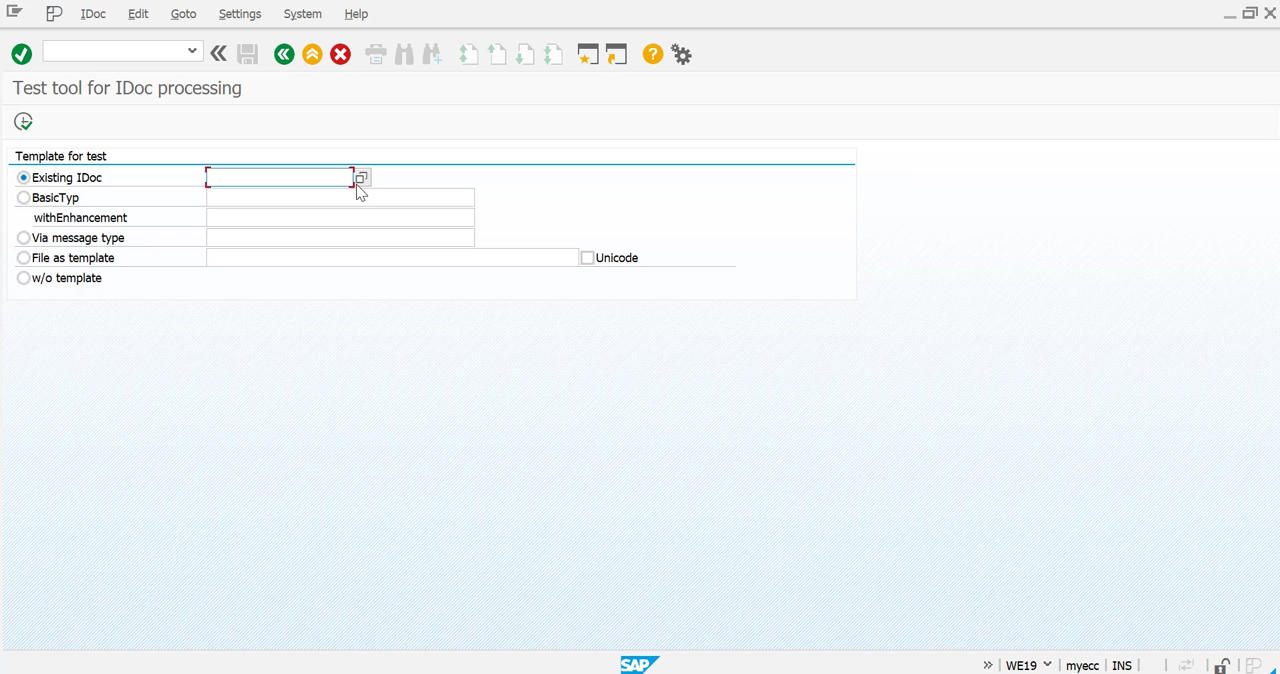 IDoc Edit Goto Settings System Help
Test tool for IDoc processing
Template for test
Existing IDoc
BasicTyp
withEnhancement
Via message type
File as template Unicode
w/o template
SAP » WE19 myecc INS